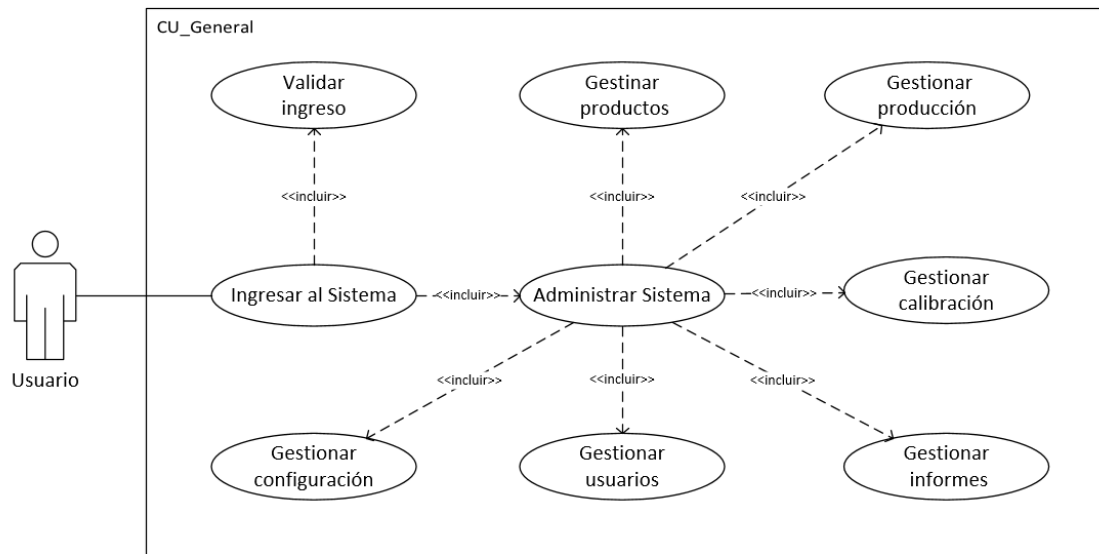 CU_General
Validar
ingreso
Gestinar
productos
Gestionar
producción
<<incluir>>
<<incluir>>
<<incluir>>
Usuario
Ingresar al Sistema
<<incluir>>
Administrar Sistema
<<incluir>>
Gestionar
calibración
<<incluir>>
<<incluir>>
<<incluir>>
Gestionar
configuración
Gestionar
usuarios
Gestionar
informes